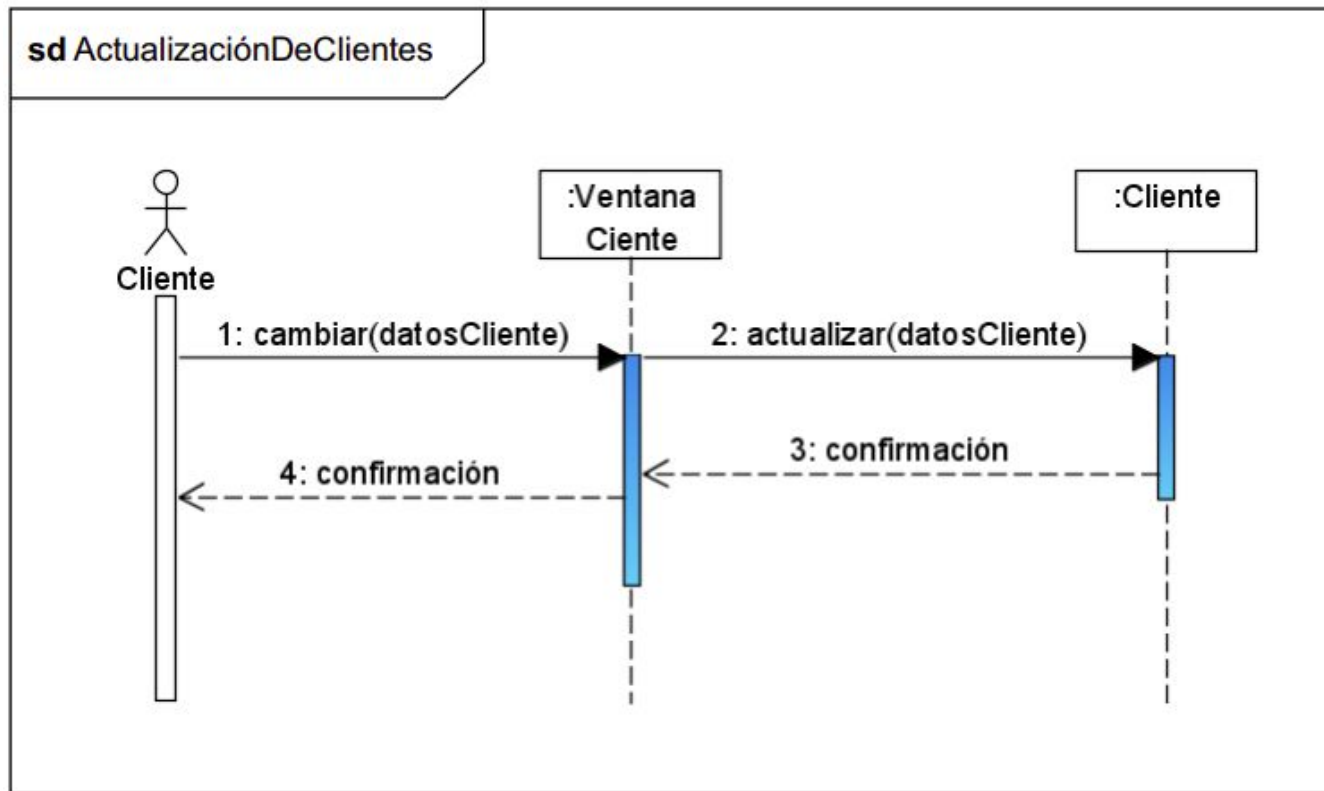 sd ActualizaciónDeClientes
Cliente
:Ventana
Ciente
:Cliente
1: cambiar(datosCliente)
2: actualizar(datosCliente)
3: confirmación
4: confirmación